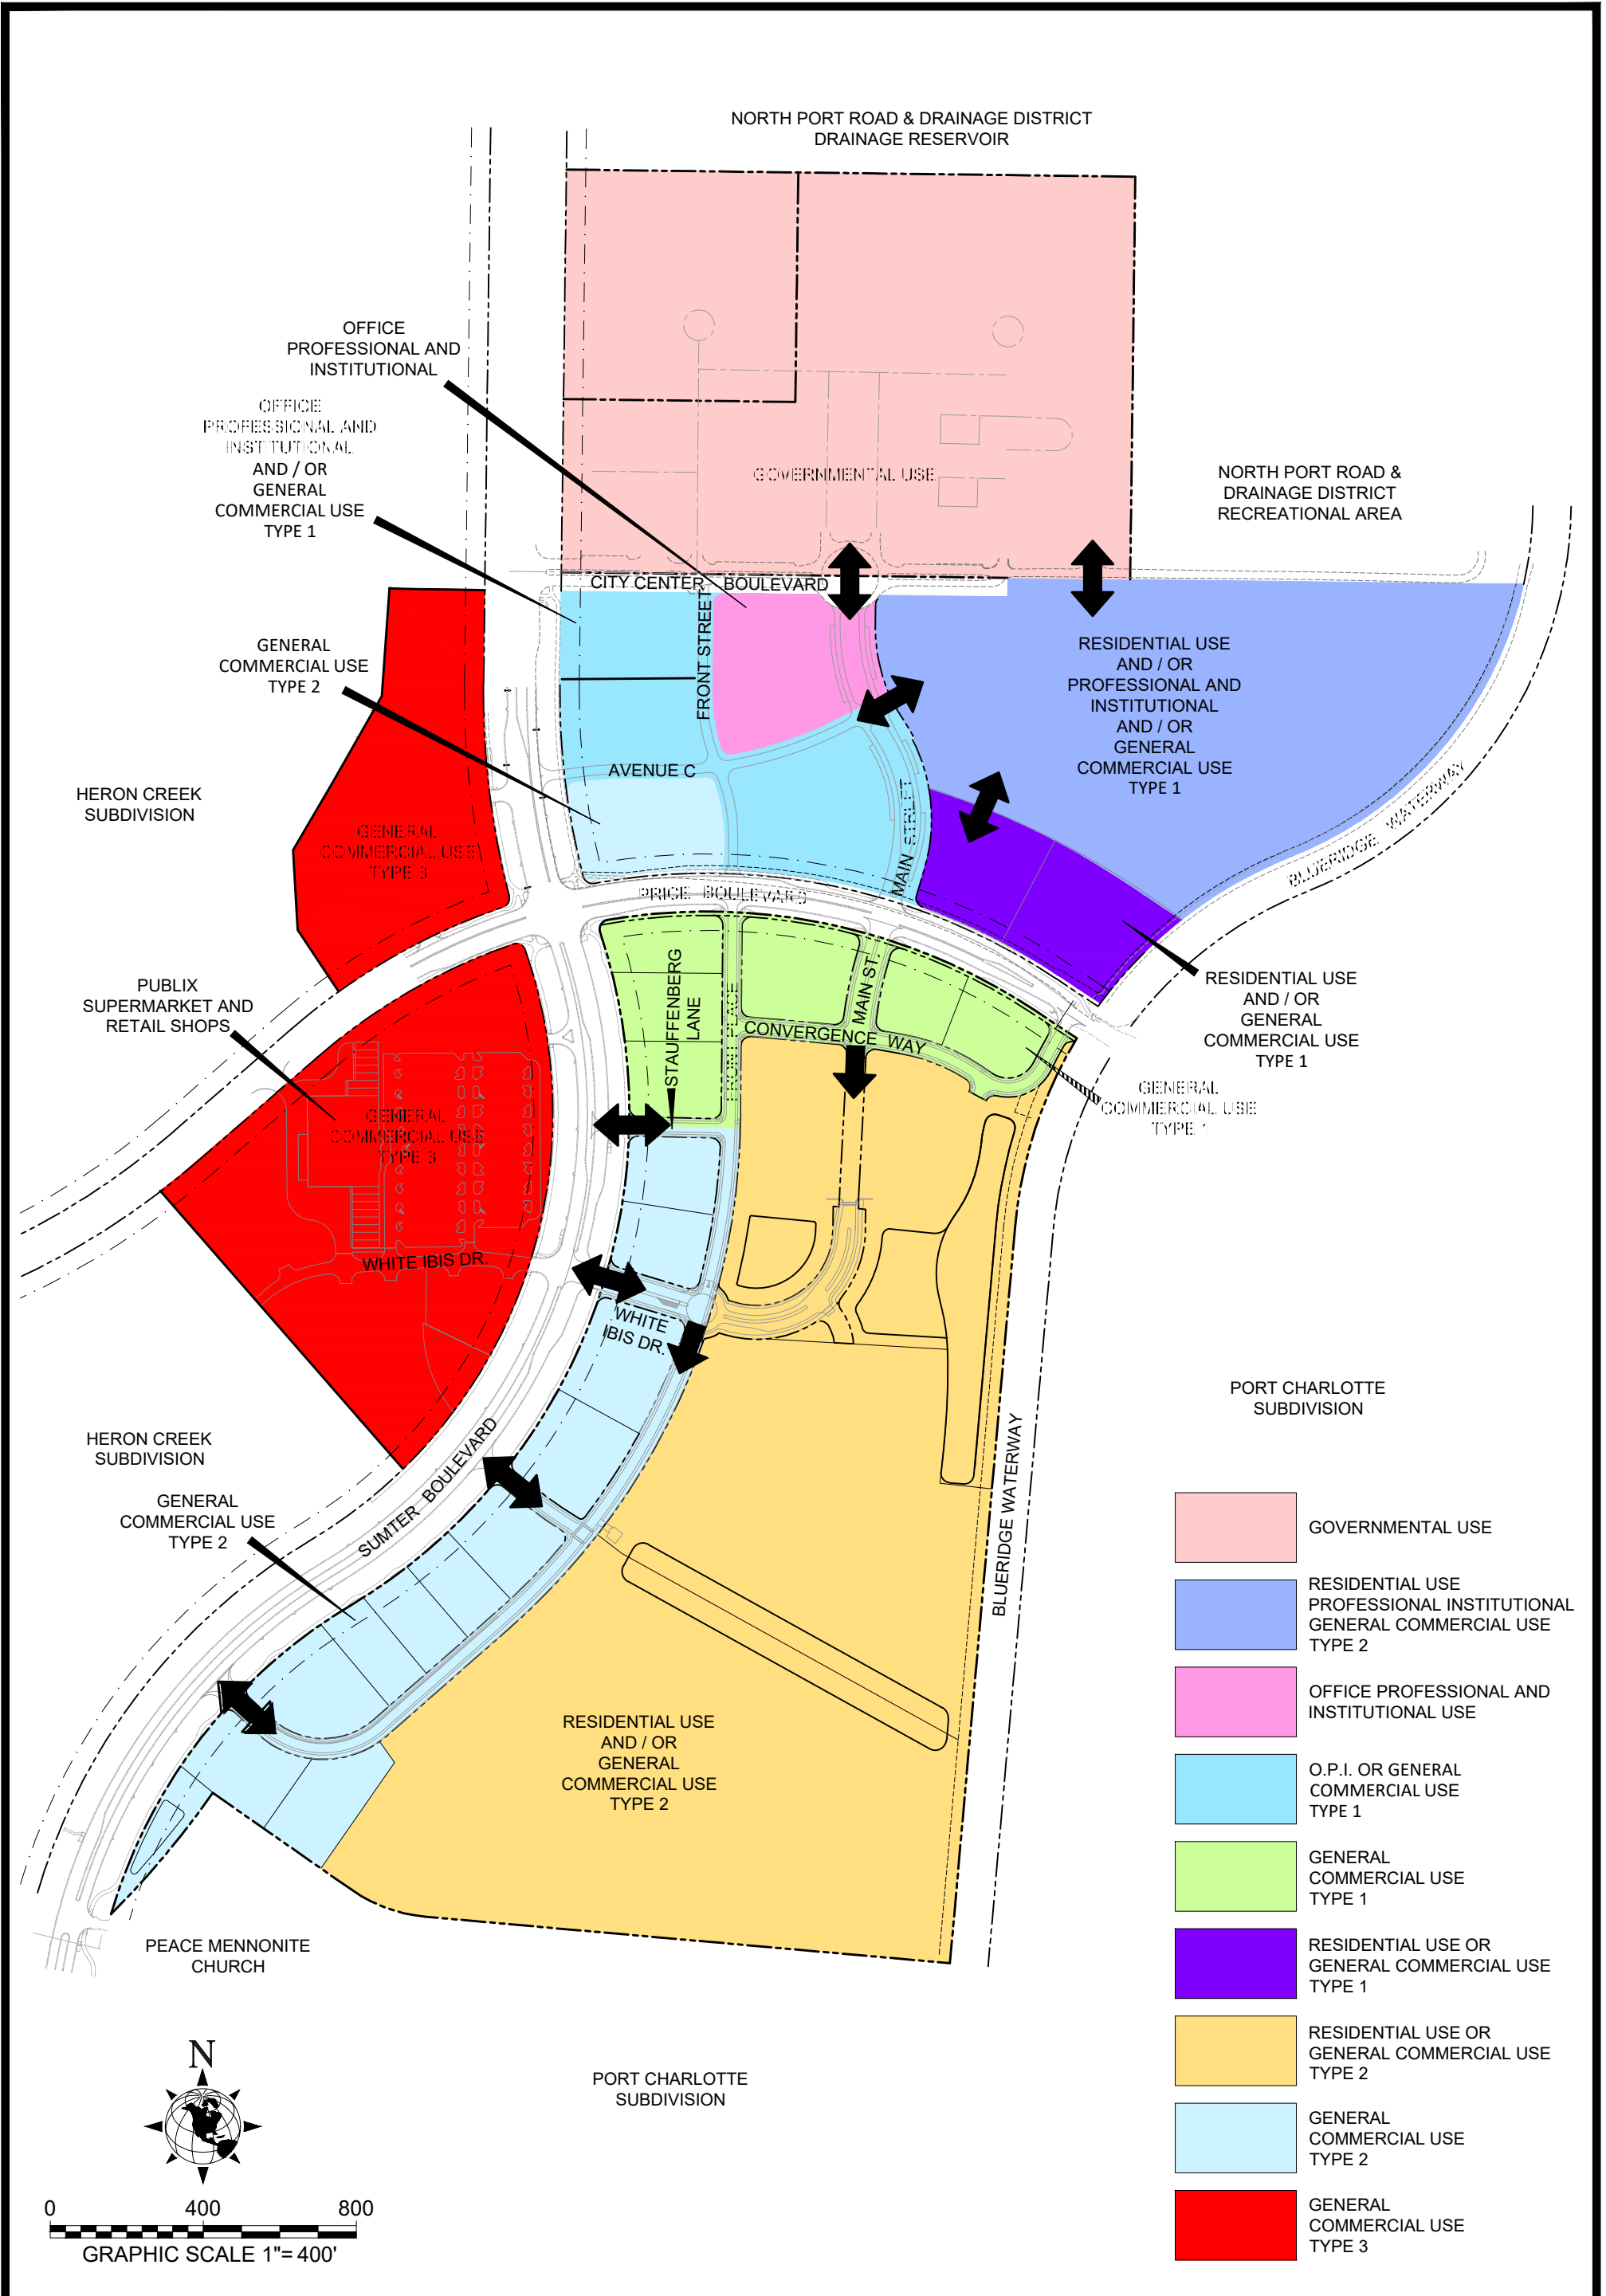 NORTH PORT ROAD & DRAINAGE DISTRICT
DRAINAGE RESERVOIR
OFFICE
PROFESSIONAL AND
INSTITUTIONAL
OFFICE
PROFESSIONAL AND
INSTITUTIONAL
AND / OR
GENERAL
COMMERCIAL USE
TYPE 1
GOVERNMENTAL USE
NORTH PORT ROAD &
DRAINAGE DISTRICT
RECREATIONAL AREA
CITY CENTER BOULEVARD
FRONT STREET
GENERAL
COMMERCIAL USE
TYPE 2
RESIDENTIAL USE
AND / OR
PROFESSIONAL AND
INSTITUTIONAL
AND / OR
GENERAL
COMMERCIAL USE
TYPE 1
AVENUE C
MAIN STREET
BLUERIDGE WATERWAY
HERON CREEK
SUBDIVISION
GENERAL
COMMERCIAL USE
TYPE 3
PRICE BOULEVARD
PUBLIX
SUPERMARKET AND
RETAIL SHOPS
STAUFFENBERG
LANE
FRONT PLACE
MAIN ST.
CONVERGENCE WAY
RESIDENTIAL USE
AND / OR
GENERAL
COMMERCIAL USE
TYPE 1
GENERAL
COMMERCIAL USE
TYPE 1
GENERAL
COMMERCIAL USE
TYPE 3
WHITE IBIS DR.
WHITE
IBIS DR.
PORT CHARLOTTE
SUBDIVISION
HERON CREEK
SUBDIVISION
SUMTER BOULEVARD
BLUERIDGE WATERWAY
GENERAL
COMMERCIAL USE
TYPE 2
RESIDENTIAL USE
AND / OR
GENERAL
COMMERCIAL USE
TYPE 2
PEACE MENNONITE
CHURCH
PORT CHARLOTTE
SUBDIVISION
GOVERNMENTAL USE
RESIDENTIAL USE
PROFESSIONAL INSTITUTIONAL
GENERAL COMMERCIAL USE
TYPE 2
OFFICE PROFESSIONAL AND
INSTITUTIONAL USE
O.P.I. OR GENERAL
COMMERCIAL USE
TYPE 1
GENERAL
COMMERCIAL USE
TYPE 1
RESIDENTIAL USE OR
GENERAL COMMERCIAL USE
TYPE 1
RESIDENTIAL USE OR
GENERAL COMMERCIAL USE
TYPE 2
GENERAL
COMMERCIAL USE
TYPE 2
GENERAL
COMMERCIAL USE
TYPE 3
N
0 400 800
GRAPHIC SCALE 1"= 400'